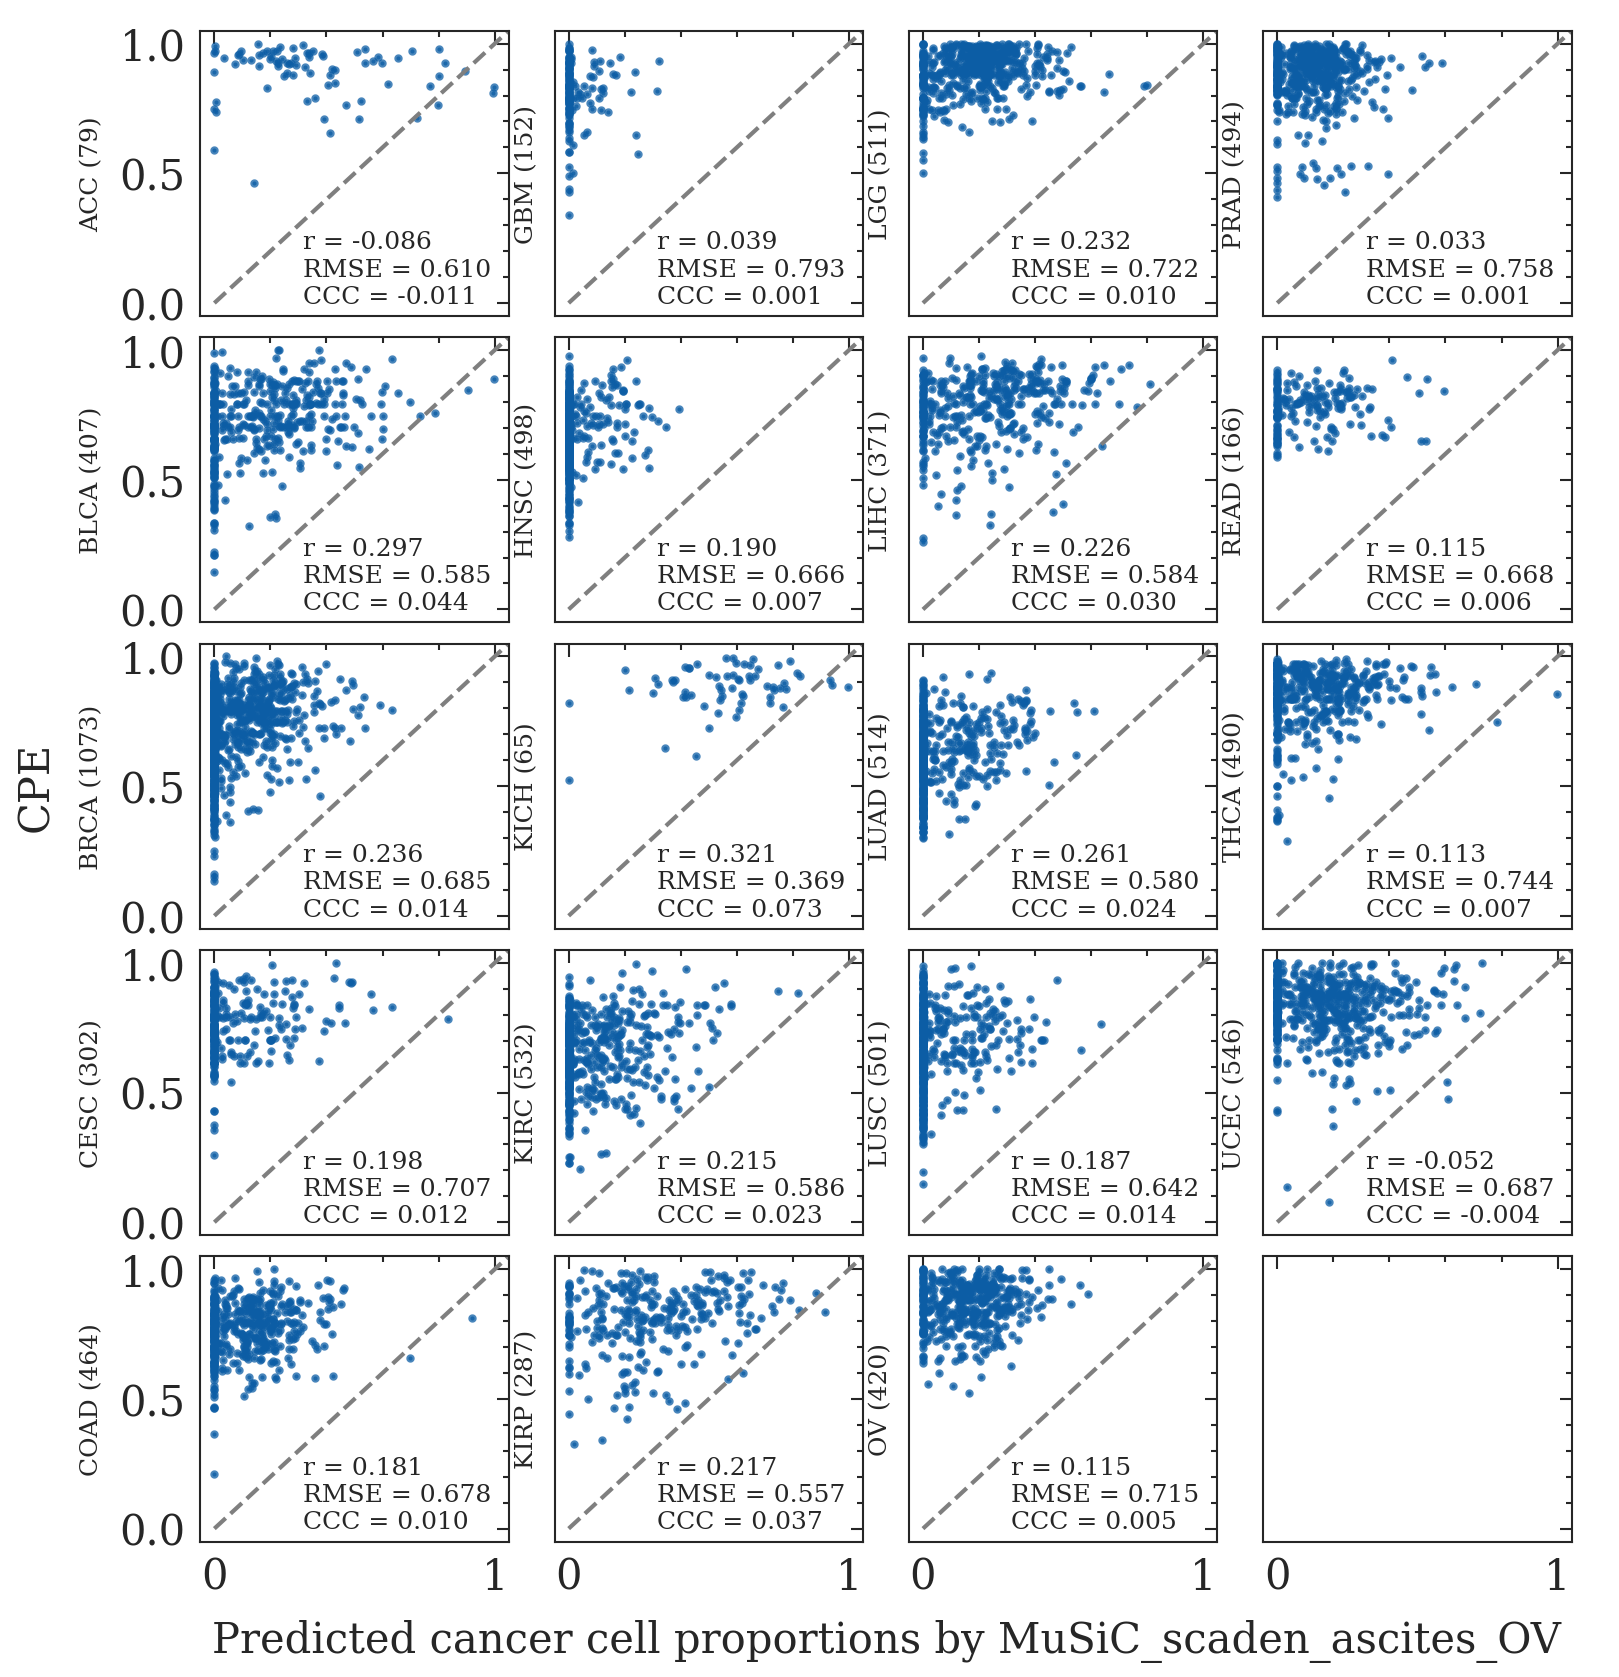 CPE
1.0
0.5
0.0
ACC (79)
r = -0.086
RMSE = 0.610
CCC = -0.011
GBM (152)
r = 0.039
RMSE = 0.793
CCC = 0.001
LGG (511)
r = 0.232
RMSE = 0.722
CCC = 0.010
PRAD (494)
r = 0.033
RMSE = 0.758
CCC = 0.001
1.0
0.5
0.0
BLCA (407)
r = 0.297
RMSE = 0.585
CCC = 0.044
HNSC (498)
r = 0.190
RMSE = 0.666
CCC = 0.007
LIHC (371)
r = 0.226
RMSE = 0.584
CCC = 0.030
READ (166)
r = 0.115
RMSE = 0.668
CCC = 0.006
1.0
0.5
0.0
BRCA (1073)
r = 0.236
RMSE = 0.685
CCC = 0.014
KICH (65)
r = 0.321
RMSE = 0.369
CCC = 0.073
LUAD (514)
r = 0.261
RMSE = 0.580
CCC = 0.024
THCA (490)
r = 0.113
RMSE = 0.744
CCC = 0.007
1.0
0.5
0.0
CESC (302)
r = 0.198
RMSE = 0.707
CCC = 0.012
KIRC (532)
r = 0.215
RMSE = 0.586
CCC = 0.023
LUSC (501)
r = 0.187
RMSE = 0.642
CCC = 0.014
UCEC (546)
r = -0.052
RMSE = 0.687
CCC = -0.004
1.0
0.5
0.0
COAD (464)
r = 0.181
RMSE = 0.678
CCC = 0.010
KIRP (287)
r = 0.217
RMSE = 0.557
CCC = 0.037
OV (420)
r = 0.115
RMSE = 0.715
CCC = 0.005
0 1 0 1 0 1 0 1
Predicted cancer cell proportions by MuSiC_scaden_ascites_OV